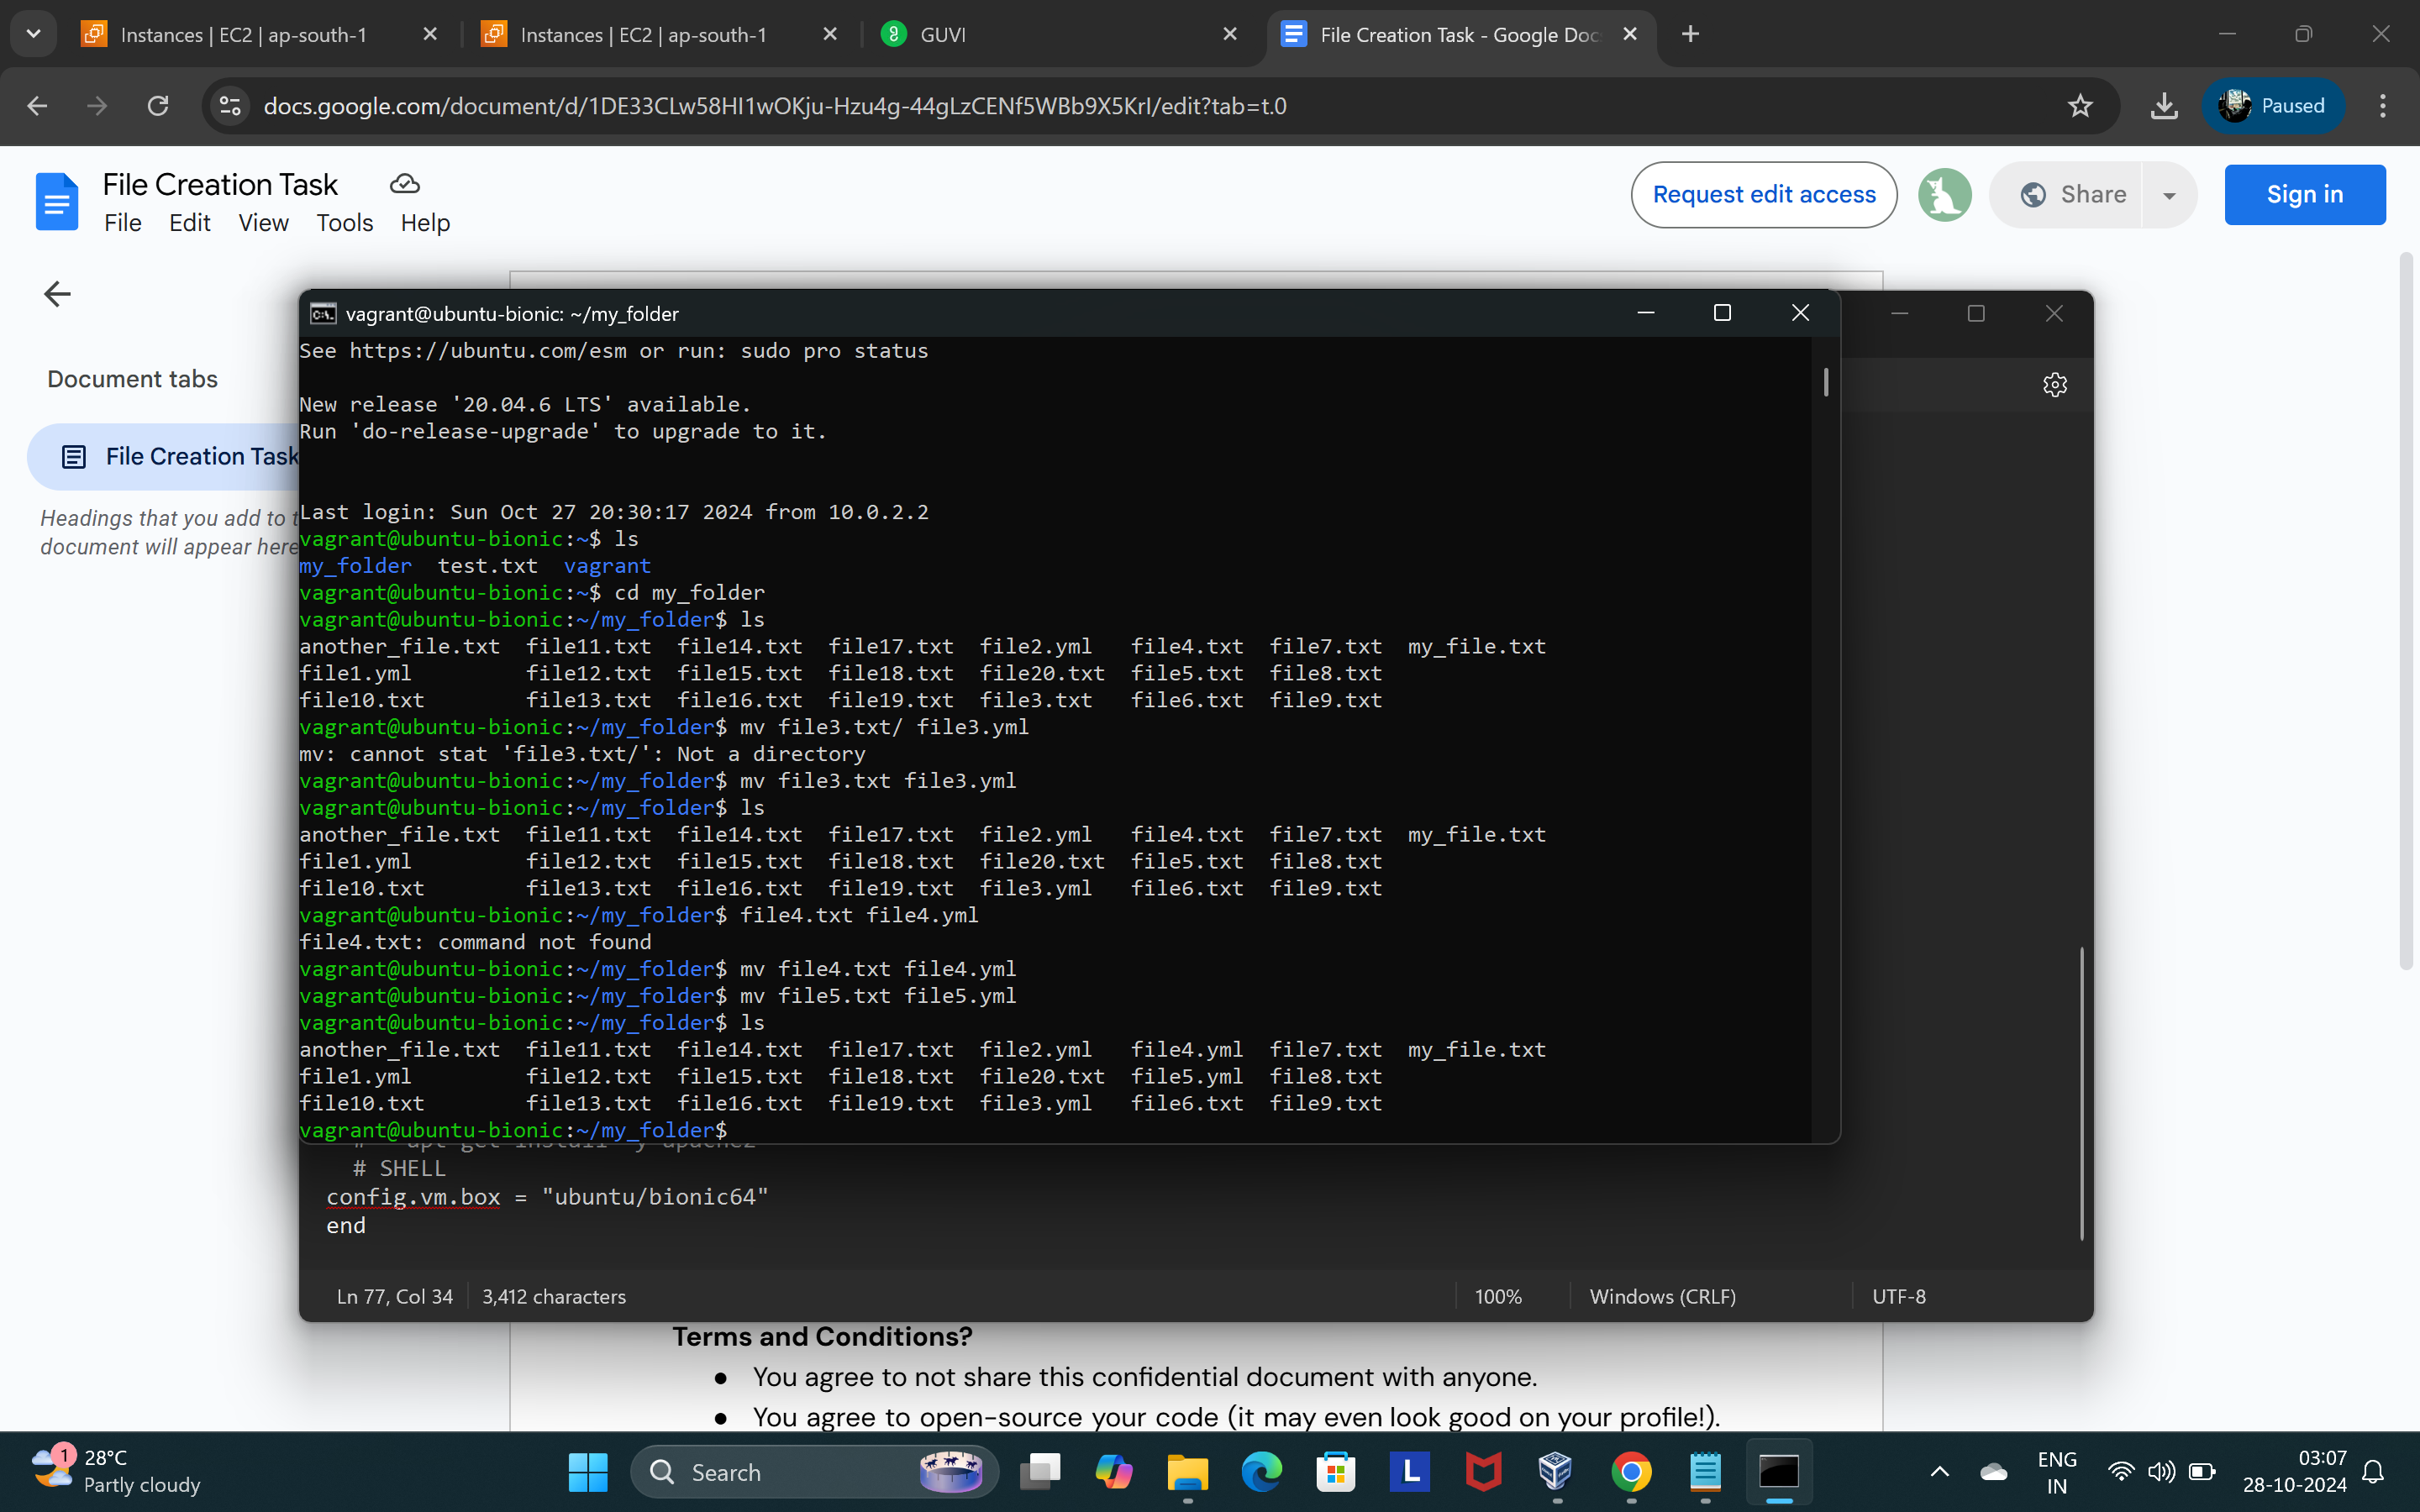 Instances | EC2 | ap-south-1
Instances | EC2 | ap-south-1
GUVI
File Creation Task - Google Doc
docs.google.com/document/d/1DE33CLw58HI1wOKju-Hzu4g-44gLzCENf5WBb9X5KrI/edit?tab=t.0
Paused
File Creation Task
File Edit View Tools Help
Request edit access
Share
Sign in
Document tabs
File Creation Task
Headings that you add to t
document will appear here
vagrant@ubuntu-bionic: ~/my_folder
See https://ubuntu.com/esm or run: sudo pro status
New release '20.04.6 LTS' available.
Run 'do-release-upgrade' to upgrade to it.
Last login: Sun Oct 27 20:30:17 2024 from 10.0.2.2
vagrant@ubuntu-bionic:~$ ls
my_folder  test.txt  vagrant
vagrant@ubuntu-bionic:~$ cd my_folder
vagrant@ubuntu-bionic:~/my_folder$ ls
another_file.txt  file11.txt  file14.txt  file17.txt  file2.yml   file4.txt  file7.txt  my_file.txt
file1.yml         file12.txt  file15.txt  file18.txt  file20.txt  file5.txt  file8.txt
file10.txt        file13.txt  file16.txt  file19.txt  file3.txt   file6.txt  file9.txt
vagrant@ubuntu-bionic:~/my_folder$ mv file3.txt/ file3.yml
mv: cannot stat 'file3.txt/': Not a directory
vagrant@ubuntu-bionic:~/my_folder$ mv file3.txt file3.yml
vagrant@ubuntu-bionic:~/my_folder$ ls
another_file.txt  file11.txt  file14.txt  file17.txt  file2.yml   file4.txt  file7.txt  my_file.txt
file1.yml         file12.txt  file15.txt  file18.txt  file20.txt  file5.txt  file8.txt
file10.txt        file13.txt  file16.txt  file19.txt  file3.yml   file6.txt  file9.txt
vagrant@ubuntu-bionic:~/my_folder$ file4.txt file4.yml
file4.txt: command not found
vagrant@ubuntu-bionic:~/my_folder$ mv file4.txt file4.yml
vagrant@ubuntu-bionic:~/my_folder$ mv file5.txt file5.yml
vagrant@ubuntu-bionic:~/my_folder$ ls
another_file.txt  file11.txt  file14.txt  file17.txt  file2.yml   file4.yml  file7.txt  my_file.txt
file1.yml         file12.txt  file15.txt  file18.txt  file20.txt  file5.yml  file8.txt
file10.txt        file13.txt  file16.txt  file19.txt  file3.yml   file6.txt  file9.txt
vagrant@ubuntu-bionic:~/my_folder$
# SHELL
config.vm.box = "ubuntu/bionic64"
end
Ln 77, Col 34 3,412 characters 100% Windows (CRLF) UTF-8
Terms and Conditions?
● You agree to not share this confidential document with anyone.
● You agree to open-source your code (it may even look good on your profile!).
1
28°C
Partly cloudy
Search
L
ENG
IN
03:07
28-10-2024